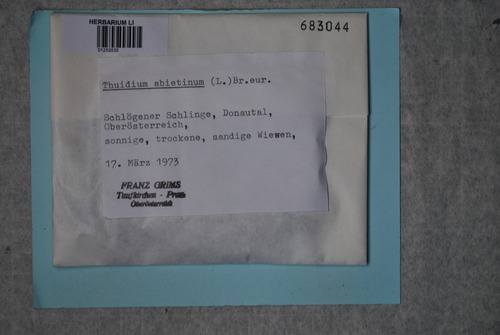 HERBARIUM LI
683044
Thuidium abietinum (L.)Br.eur.
Schlögener Schlinge, Donautal,
Oberösterreich,
sonnige, trockene, sandige Wiesen,
17. März 1973
FRANZ GRIMS
Taufkirchen - Pram
Oberösterreich